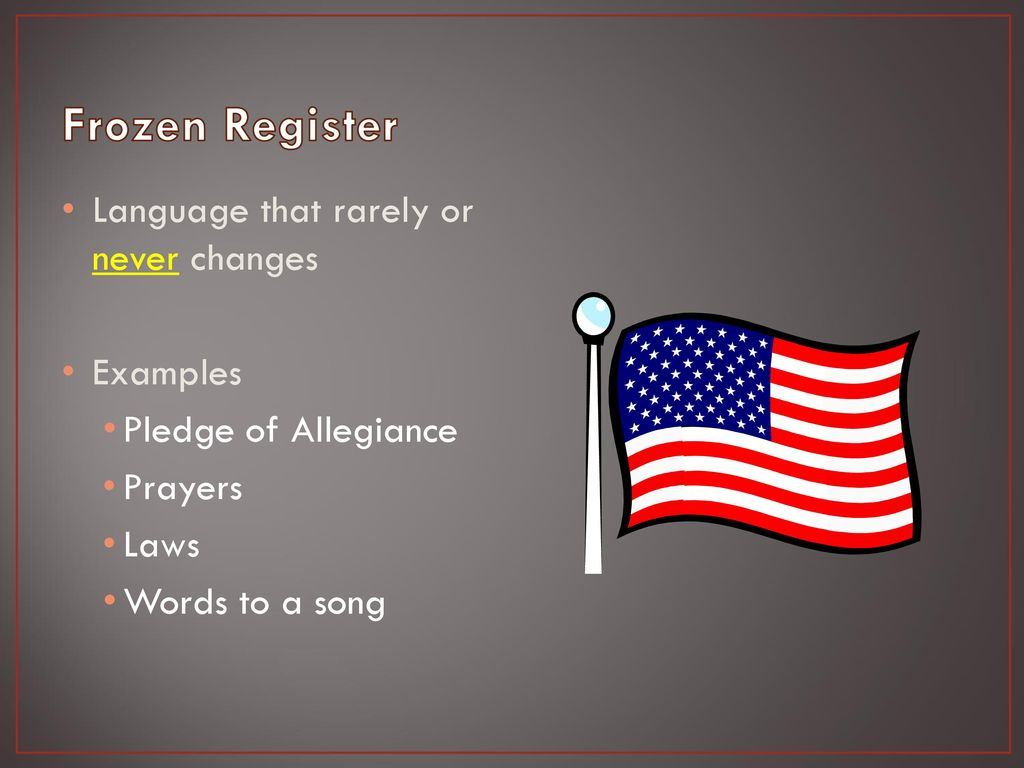 Frozen Register
• Language that rarely or
never changes
• Examples
• Pledge of Allegiance
• Prayers
• Laws
• Words to a song